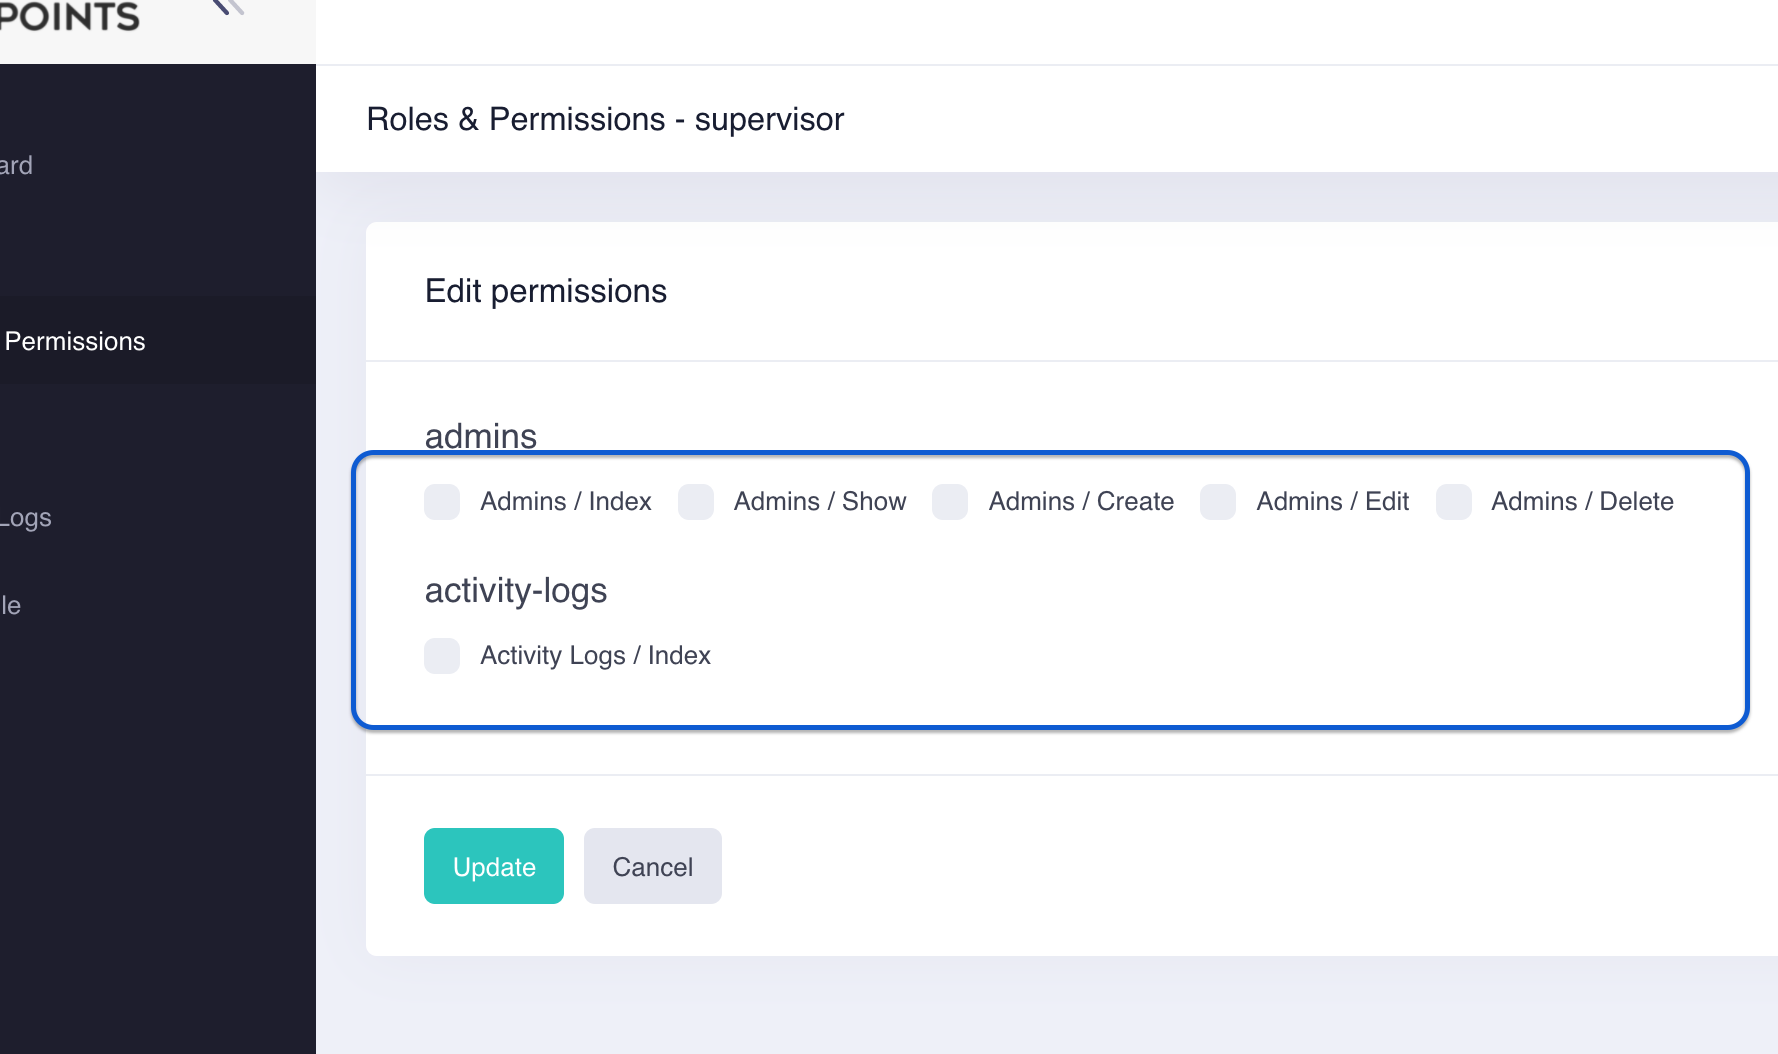 POINTS
Roles & Permissions - supervisor
ard
Permissions
Logs
le
Edit permissions
admins
Admins / Index Admins / Show Admins / Create Admins / Edit Admins / Delete
activity-logs
Activity Logs / Index
Update Cancel